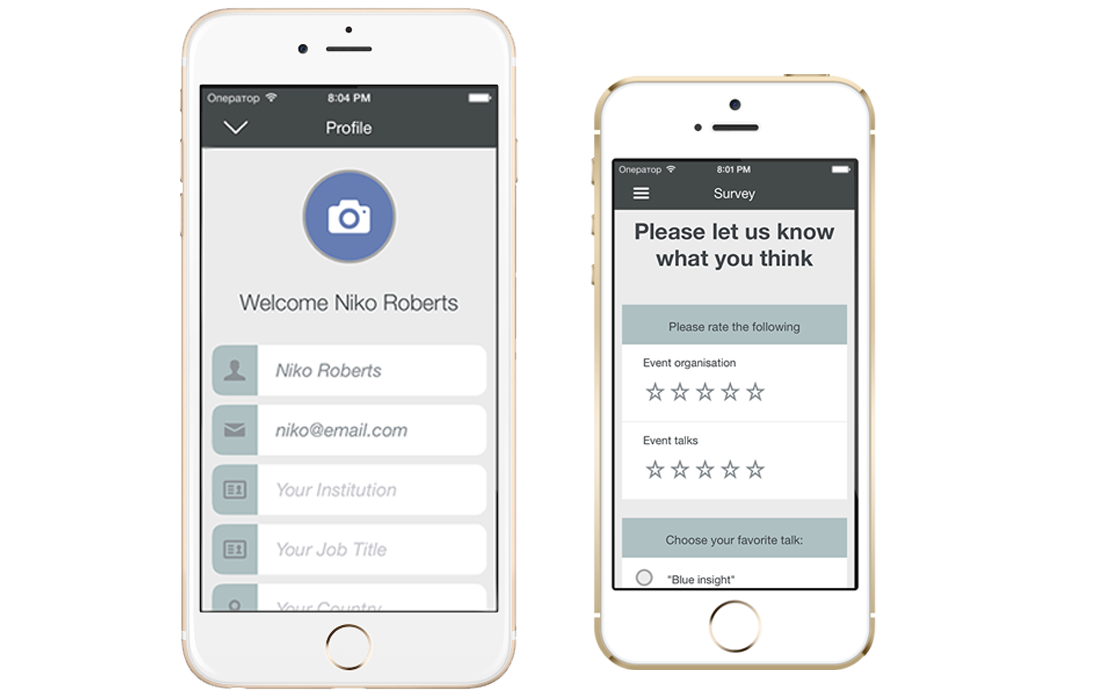 Оператор 8:04 PM
Profile
Welcome Niko Roberts
Niko Roberts
niko@email.com
Your Institution
Your Job Title
Your Country
Оператор 8:01 PM
Survey
Please let us know
what you think
Please rate the following
Event organisation
Event talks
Choose your favorite talk:
"Blue insight"